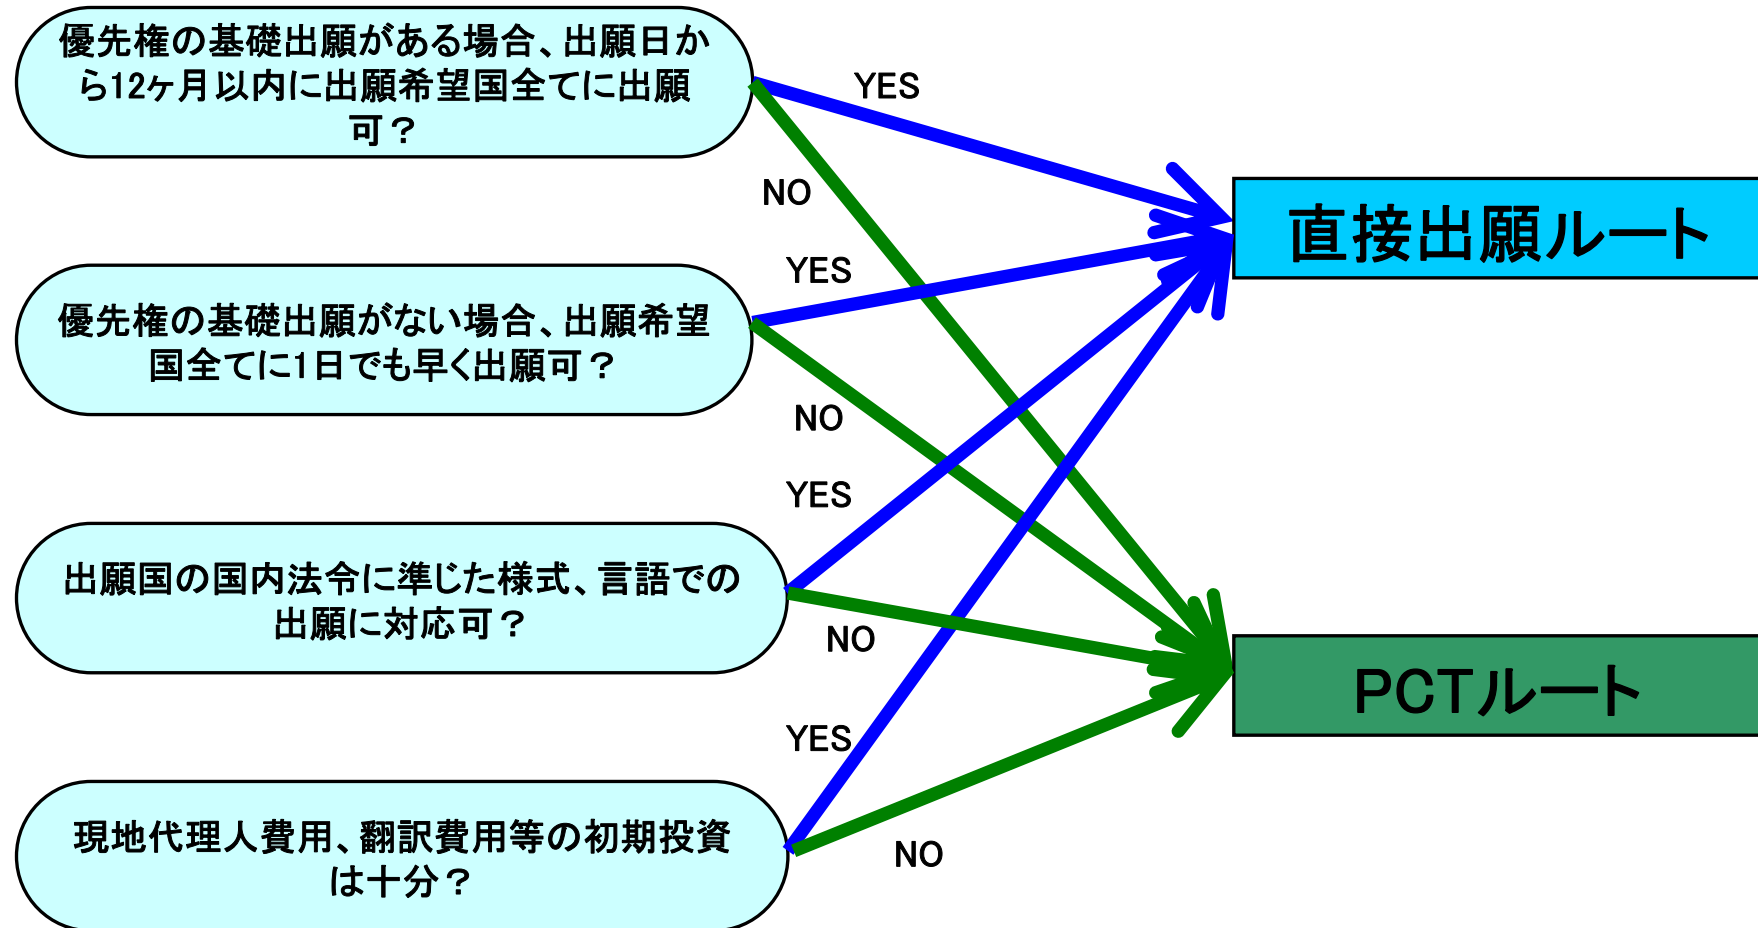 優先権の基礎出願がある場合、出願日か
ら12ヶ月以内に出願希望国全てに出願
可？
YES
NO
直接出願ルート
YES
優先権の基礎出願がない場合、出願希望
国全てに1日でも早く出願可？
NO
YES
出願国の国内法令に準じた様式、言語での
出願に対応可？
NO
PCTルート
YES
現地代理人費用、翻訳費用等の初期投資
は十分？
NO